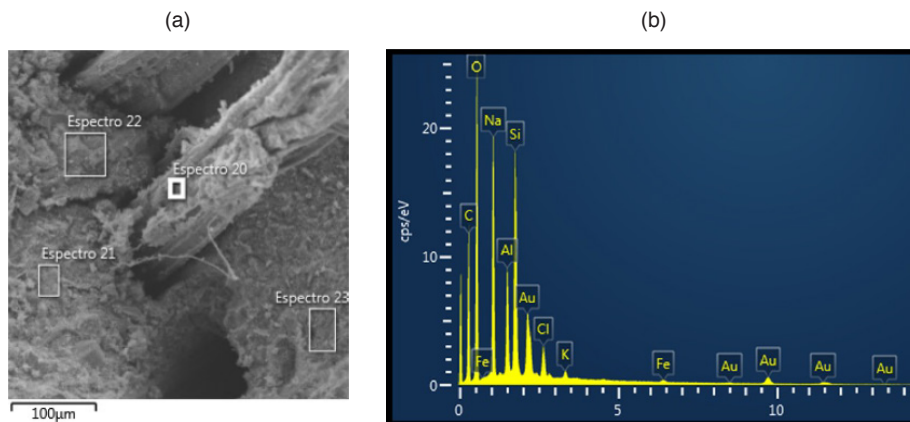 (a)
(b)
Espectro 22
Espectro 20
Espectro 21
Espectro 23
100µm
cps/eV
20
10
0
0
5
10
O
Na
Si
C
Al
Au
Cl
K
Fe
Fe
Au
Au
Au
Au